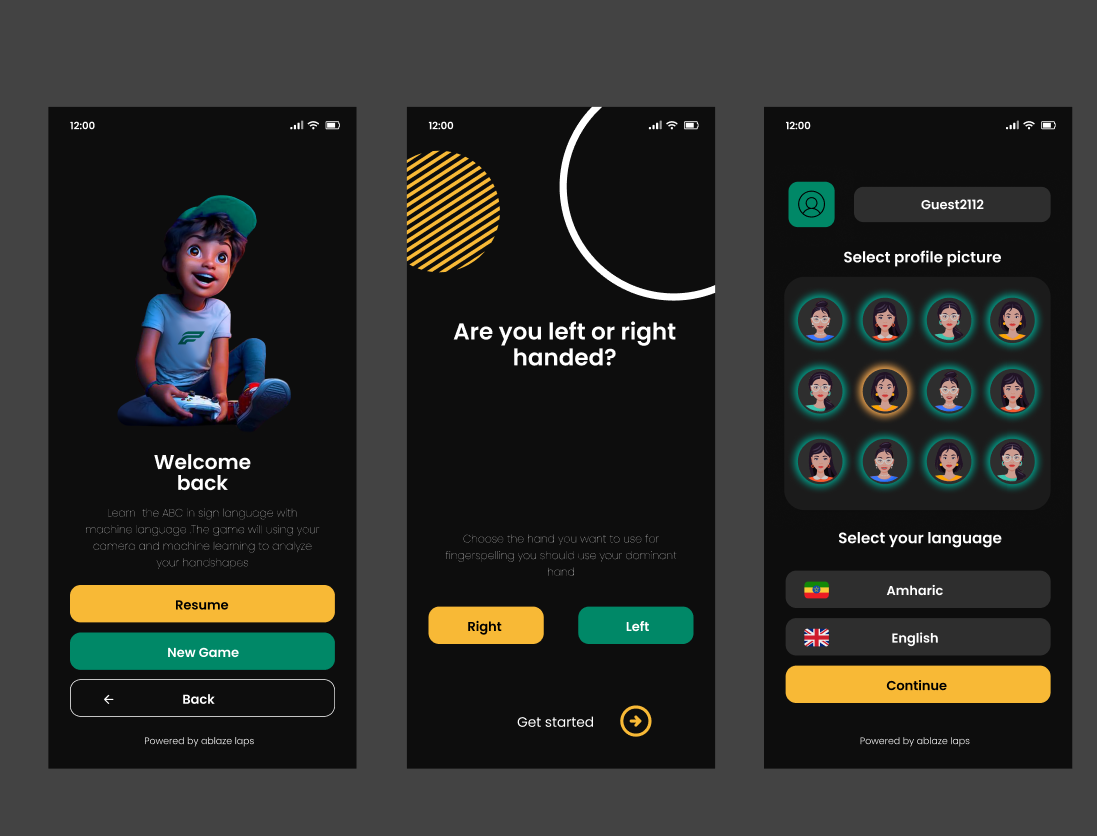 12:00
Welcome
back
Learn the ABC in sign language with
machine language .The game will using your
camera and machine learning to analyze
your handshapes
Resume
New Game
Back
Powered by ablaze laps
12:00
Are you left or right
handed?
Choose the hand you want to use for
fingerspelling you should use your dominant
hand
Right
Left
Get started
12:00
Guest2112
Select profile picture
Select your language
Amharic
English
Continue
Powered by ablaze laps